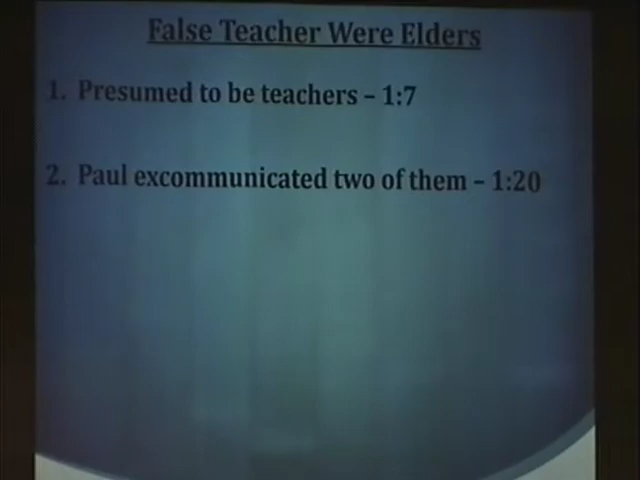 False Teacher Were Elders
1. Presumed to be teachers – 1:7
2. Paul excommunicated two of them – 1:20